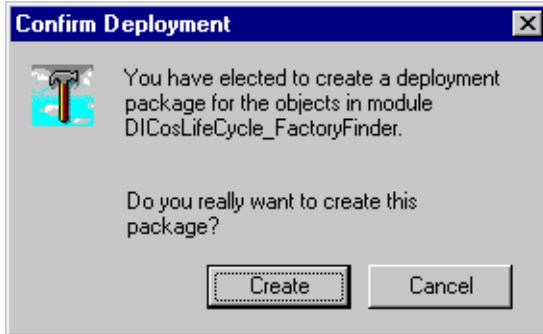 Confirm Deployment
You have elected to create a deployment
package for the objects in module
DICosLifeCycle_FactoryFinder.
Do you really want to create this
package?
Create
Cancel